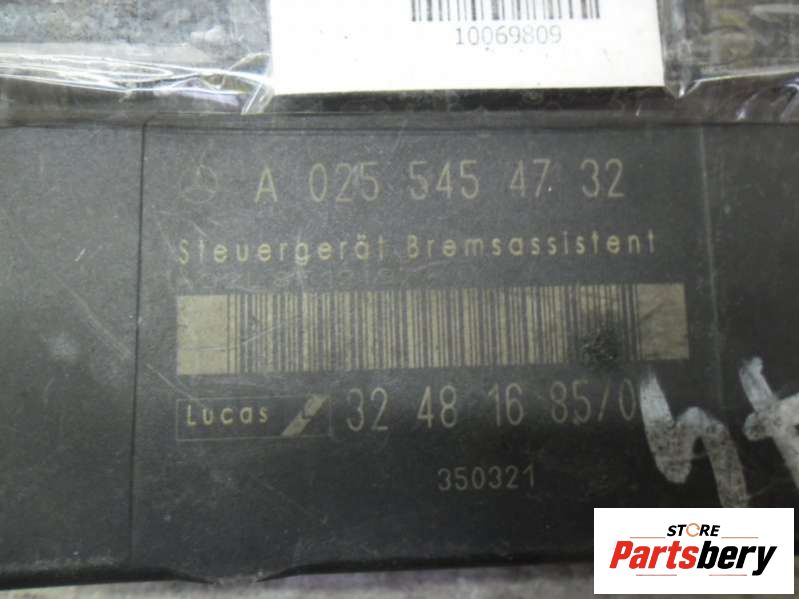 10069809
A 025 545 47 32
Steuergerät Bremsassistent
Lucas 32 48 16 85/0
350321
STORE
Partsbery